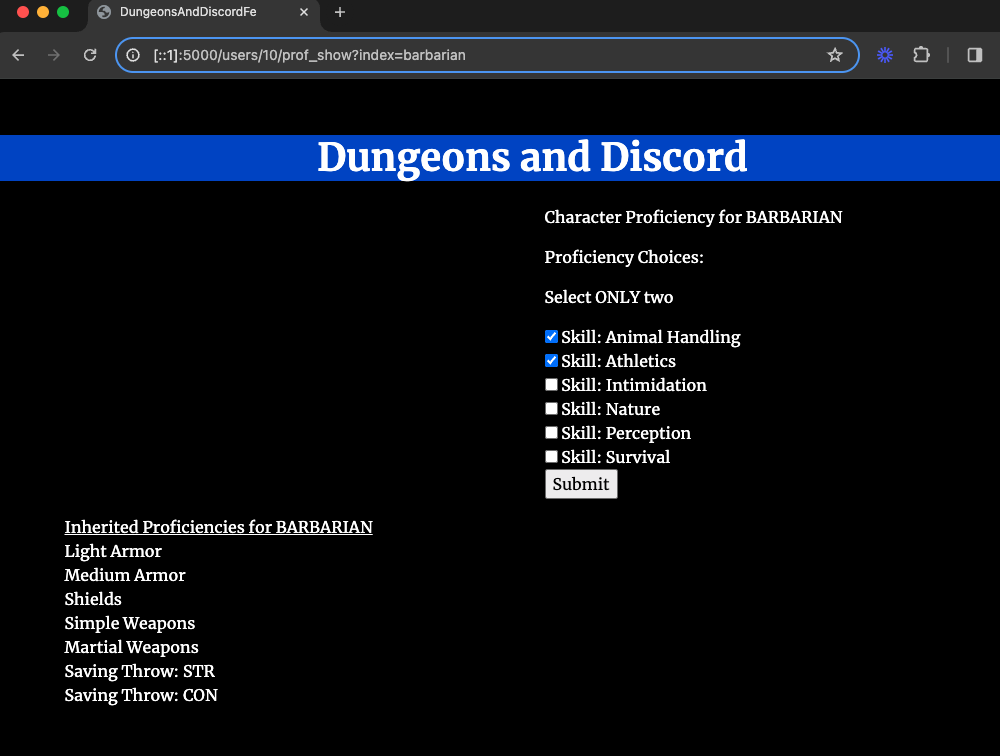 DungeonsAndDiscordFe
[::1]:5000/users/10/prof_show?index=barbarian
Dungeons and Discord
Character Proficiency for BARBARIAN
Proficiency Choices:
Select ONLY two
Skill: Animal Handling
Skill: Athletics
Skill: Intimidation
Skill: Nature
Skill: Perception
Skill: Survival
Submit
Inherited Proficiencies for BARBARIAN
Light Armor
Medium Armor
Shields
Simple Weapons
Martial Weapons
Saving Throw: STR
Saving Throw: CON